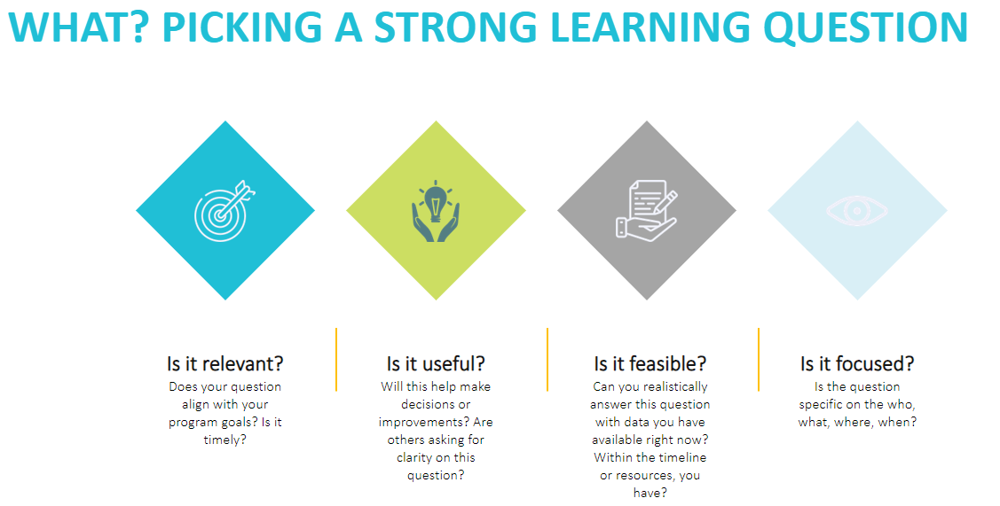 WHAT? PICKING A STRONG LEARNING QUESTION
Is it relevant?
Does your question
align with your
program goals? Is it
timely?
Is it useful?
Will this help make
decisions or
improvements? Are
others asking for
clarity on this
question?
Is it feasible?
Can you realistically
answer this question
with data you have
available right now?
Within the timeline
or resources, you
have?
Is it focused?
Is the question
specific on the who,
what, where, when?